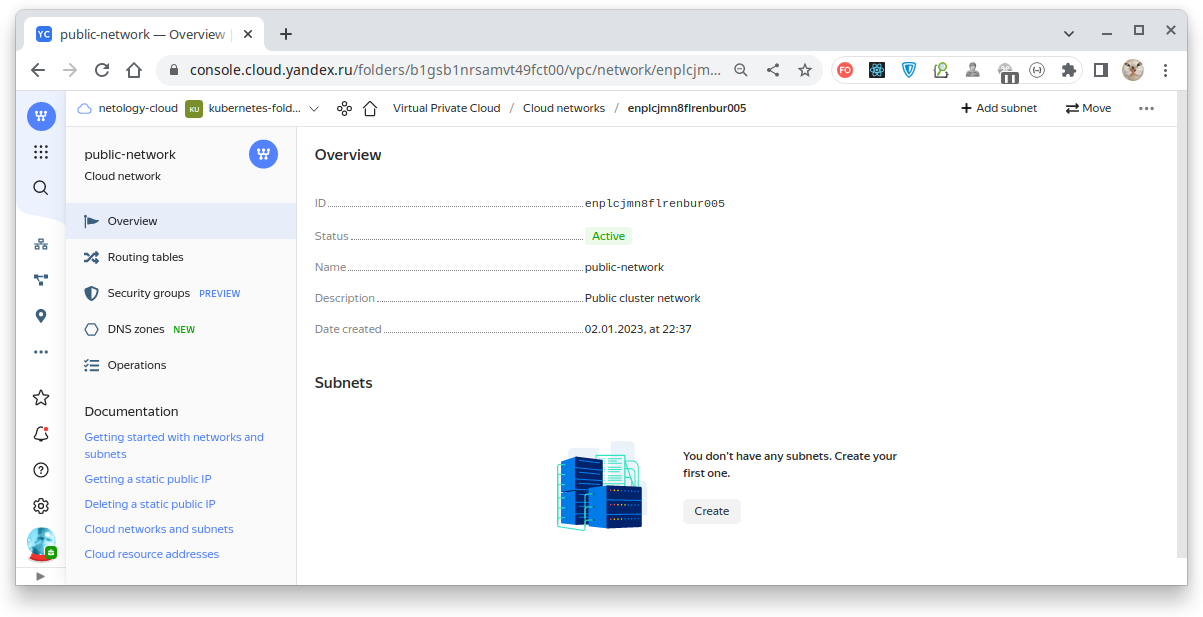 YC public-network — Overview
console.cloud.yandex.ru/folders/b1gsb1nrsamvt49fct00/vpc/network/enplcjm...
FO
netology-cloud KU kubernetes-fold... Virtual Private Cloud / Cloud networks / enplcjmn8flrenbur005 + Add subnet Move
public-network
Cloud network
Overview
Routing tables
Security groups PREVIEW
DNS zones NEW
Operations
Documentation
Getting started with networks and
subnets
Getting a static public IP
Deleting a static public IP
Cloud networks and subnets
Cloud resource addresses
Overview
ID enplcjmn8flrenbur005
Status Active
Name public-network
Description Public cluster network
Date created 02.01.2023, at 22:37
Subnets
You don't have any subnets. Create your
first one.
Create